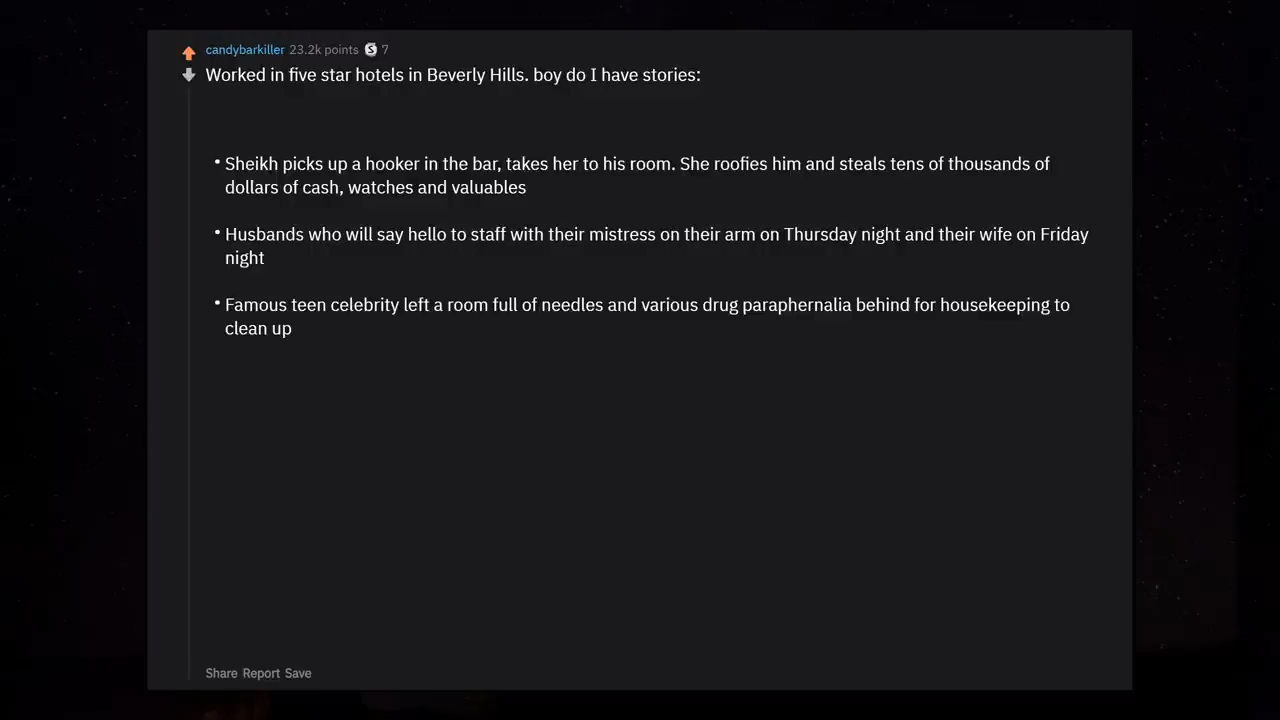 candybarkiller 23.2k points S 7
Worked in five star hotels in Beverly Hills. boy do I have stories:
• Sheikh picks up a hooker in the bar, takes her to his room. She roofies him and steals tens of thousands of
dollars of cash, watches and valuables
• Husbands who will say hello to staff with their mistress on their arm on Thursday night and their wife on Friday
night
• Famous teen celebrity left a room full of needles and various drug paraphernalia behind for housekeeping to
clean up
Share Report Save